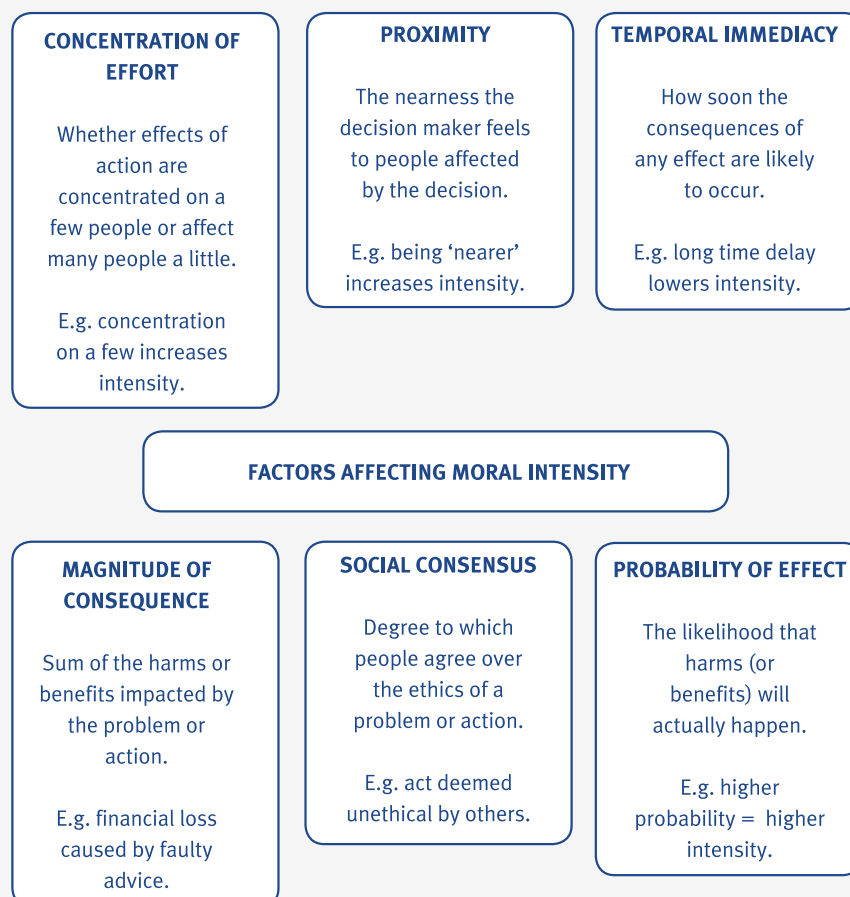 CONCENTRATION OF
EFFORT
Whether effects of
action are
concentrated on a
few people or affect
many people a little.
E.g. concentration
on a few increases
intensity.
PROXIMITY
The nearness the
decision maker feels
to people affected
by the decision.
E.g. being ‘nearer’
increases intensity.
TEMPORAL IMMEDIACY
How soon the
consequences of
any effect are likely
to occur.
E.g. long time delay
lowers intensity.
FACTORS AFFECTING MORAL INTENSITY
MAGNITUDE OF
CONSEQUENCE
Sum of the harms or
benefits impacted by
the problem or
action.
E.g. financial loss
caused by faulty
advice.
SOCIAL CONSENSUS
Degree to which
people agree over
the ethics of a
problem or action.
E.g. act deemed
unethical by others.
PROBABILITY OF EFFECT
The likelihood that
harms (or
benefits) will
actually happen.
E.g. higher
probability = higher
intensity.